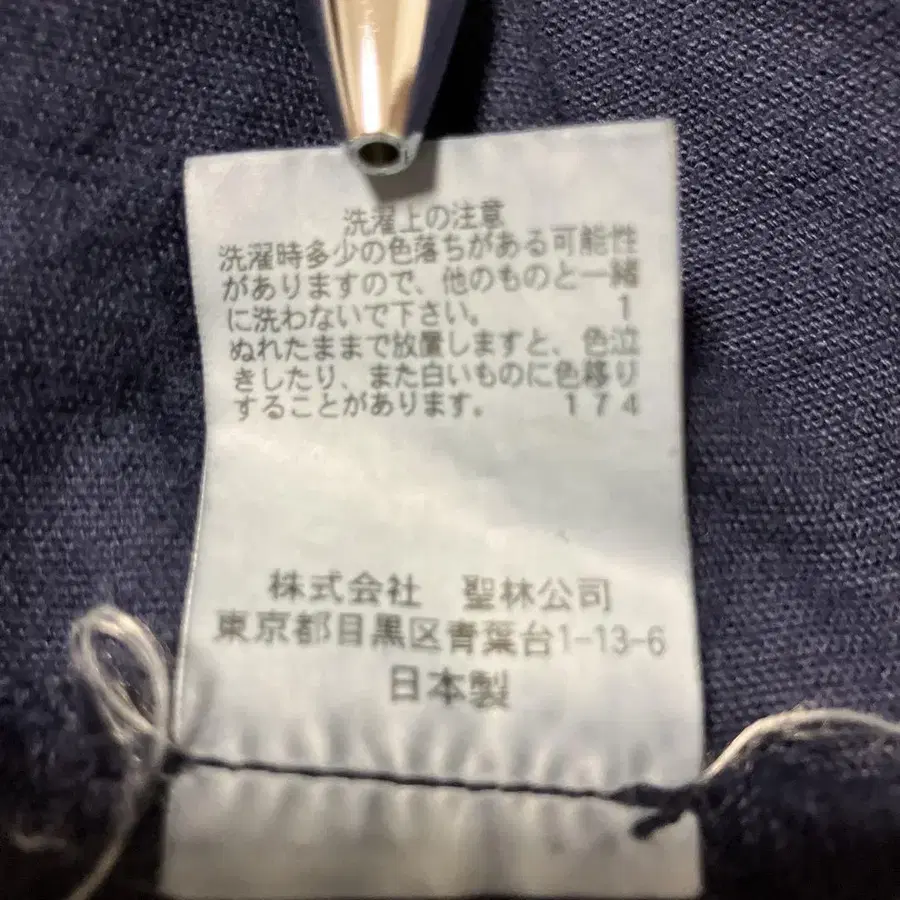 洗濯上の注意
洗濯時多少の色落ちがある可能性
がありますので、他のものと一緒
に洗わないで下さい。 1
ぬれたままで放置しますと、色泣
きしたり、また白いものに色移り
することがあります。 174
株式会社 聖林公司
東京都目黒区青葉台1-13-6
日本製